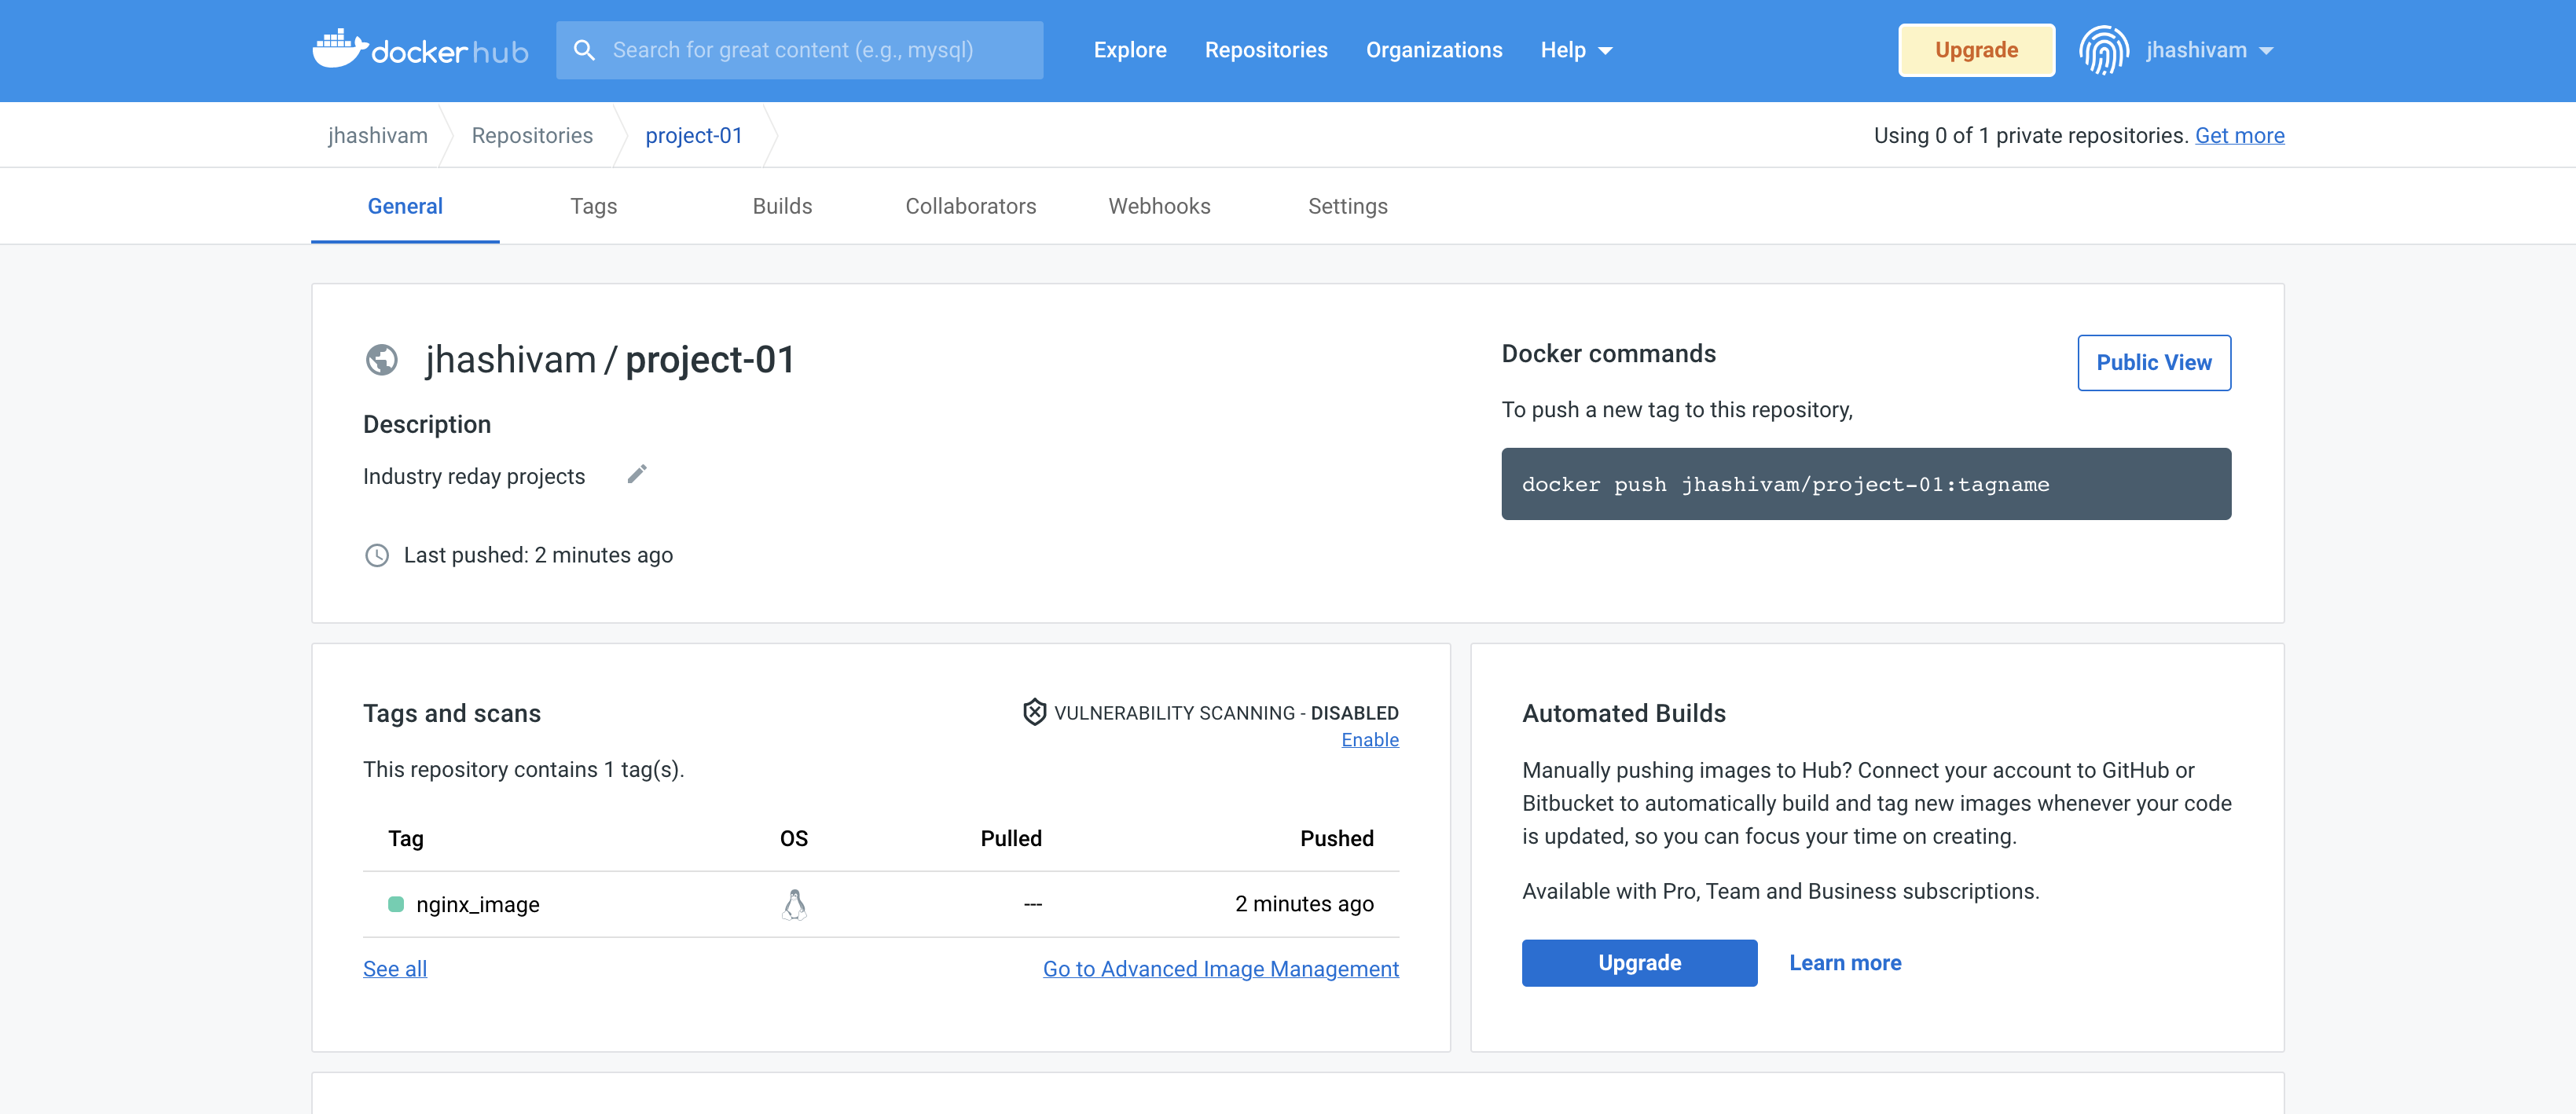 dockerhub Search for great content (e.g., mysql) Explore Repositories Organizations Help Upgrade jhashivam
jhashivam Repositories project-01 Using 0 of 1 private repositories. Get more
General Tags Builds Collaborators Webhooks Settings
jhashivam / project-01
Description
Industry reday projects
Last pushed: 2 minutes ago
Docker commands
Public View
To push a new tag to this repository,
docker push jhashivam/project-01:tagname
Tags and scans
VULNERABILITY SCANNING - DISABLED
Enable
This repository contains 1 tag(s).
Tag OS Pulled Pushed
nginx_image --- 2 minutes ago
See all Go to Advanced Image Management
Automated Builds
Manually pushing images to Hub? Connect your account to GitHub or
Bitbucket to automatically build and tag new images whenever your code
is updated, so you can focus your time on creating.
Available with Pro, Team and Business subscriptions.
Upgrade Learn more